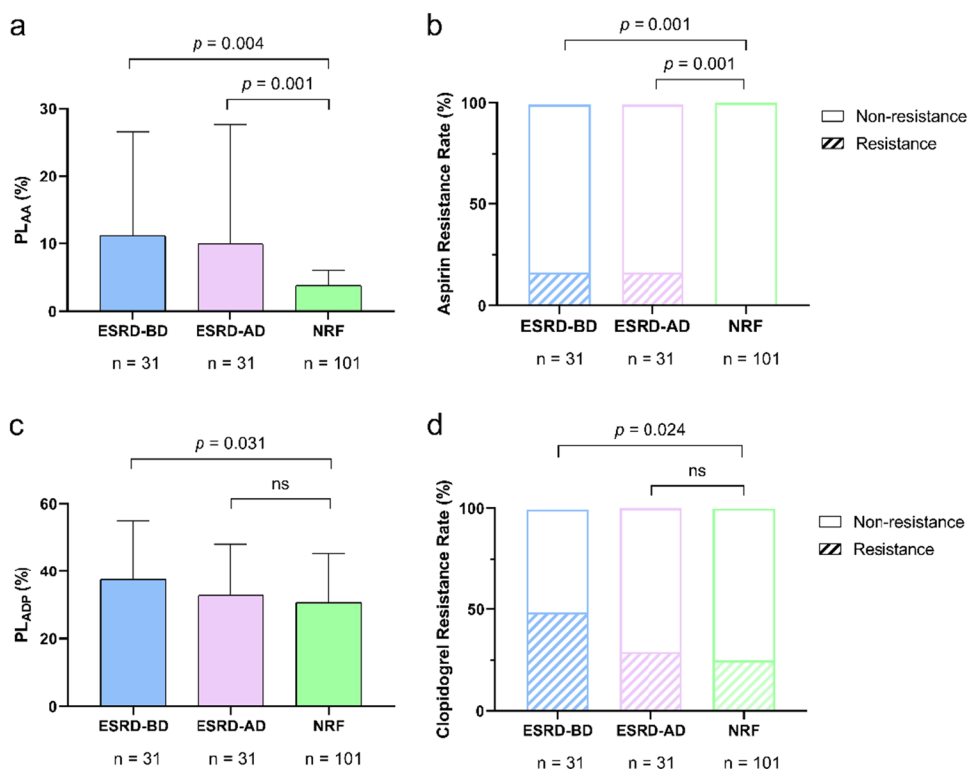 a
p = 0.004
p = 0.001
30
20
10
0
PL_AA (%)
ESRD-BD ESRD-AD NRF
n = 31 n = 31 n = 101
b
p = 0.001
p = 0.001
100
50
0
Aspirin Resistance Rate (%)
Non-resistance
Resistance
ESRD-BD ESRD-AD NRF
n = 31 n = 31 n = 101
c
p = 0.031
ns
60
40
20
0
PL_ADP (%)
ESRD-BD ESRD-AD NRF
n = 31 n = 31 n = 101
d
p = 0.024
ns
100
50
0
Clopidogrel Resistance Rate (%)
Non-resistance
Resistance
ESRD-BD ESRD-AD NRF
n = 31 n = 31 n = 101